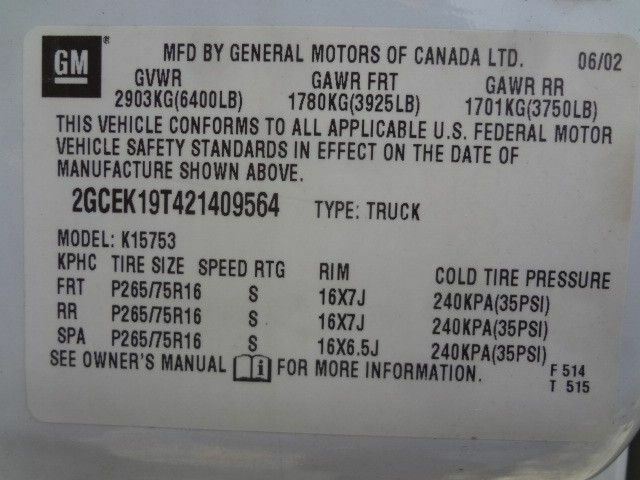 GM® MFD BY GENERAL MOTORS OF CANADA LTD. 06/02
GVWR GAWR FRT GAWR RR
2903KG(6400LB) 1780KG(3925LB) 1701KG(3750LB)
THIS VEHICLE CONFORMS TO ALL APPLICABLE U.S. FEDERAL MOTOR
VEHICLE SAFETY STANDARDS IN EFFECT ON THE DATE OF
MANUFACTURE SHOWN ABOVE.
2GCEK19T421409564 TYPE: TRUCK
MODEL: K15753
KPHC TIRE SIZE SPEED RTG RIM COLD TIRE PRESSURE
FRT P265/75R16 S 16X7J 240KPA(35PSI)
RR P265/75R16 S 16X7J 240KPA(35PSI)
SPA P265/75R16 S 16X6.5J 240KPA(35PSI)
SEE OWNER'S MANUAL i FOR MORE INFORMATION. F 514
T 515